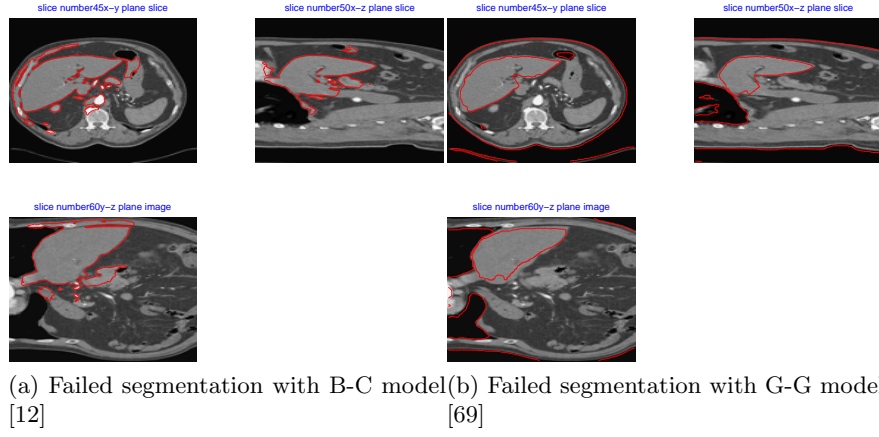 slice number45x−y plane slice
slice number50x−z plane slice
slice number45x−y plane slice
slice number50x−z plane slice
slice number60y−z plane image
slice number60y−z plane image
(a) Failed segmentation with B-C model
[12]
(b) Failed segmentation with G-G mode
[69]